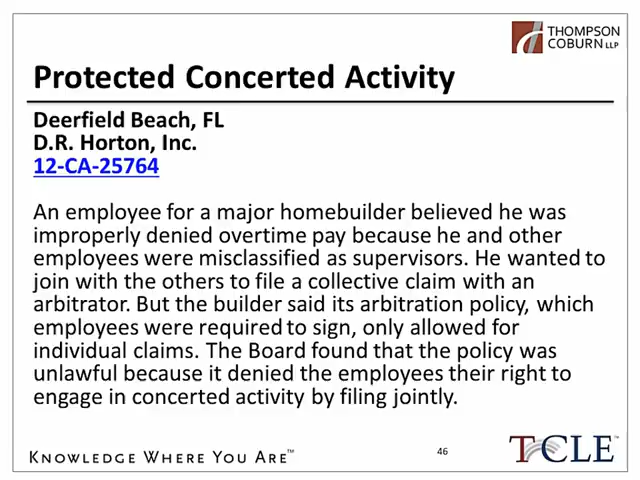 THOMPSON
COBURN LLP
Protected Concerted Activity
Deerfield Beach, FL
D.R. Horton, Inc.
12-CA-25764
An employee for a major homebuilder believed he was
improperly denied overtime pay because he and other
employees were misclassified as supervisors. He wanted to
join with the others to file a collective claim with an
arbitrator. But the builder said its arbitration policy, which
employees were required to sign, only allowed for
individual claims. The Board found that the policy was
unlawful because it denied the employees their right to
engage in concerted activity by filing jointly.
KNOWLEDGE WHERE YOU ARE™
46
TCLE™